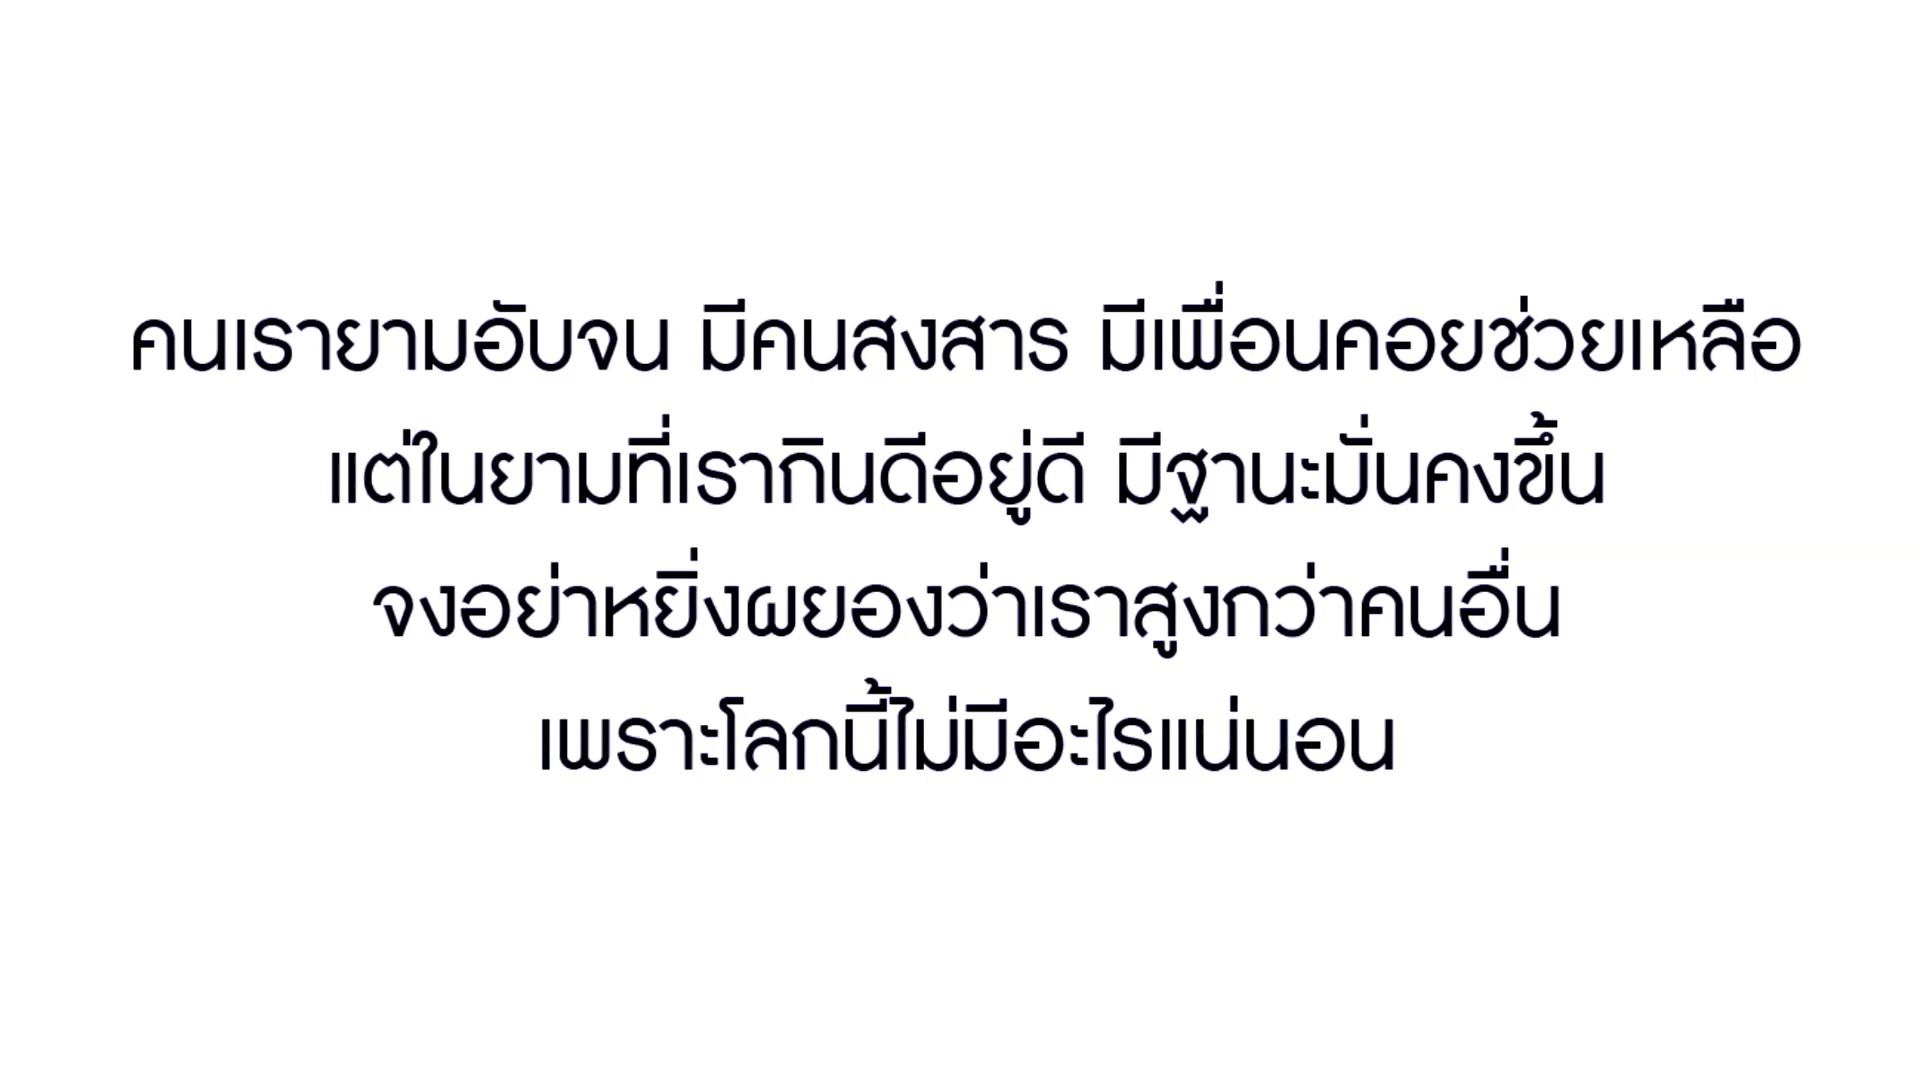 คนเรายามอับจน มีคนสงสาร มีเพื่อนคอยช่วยเหลือ
แต่ในยามที่เรากินดีอยู่ดี มีฐานะมั่นคงขึ้น
จงอย่าหยิ่งผยองว่าเราสูงกว่าคนอื่น
เพราะโลกนี้ไม่มีอะไรแน่นอน